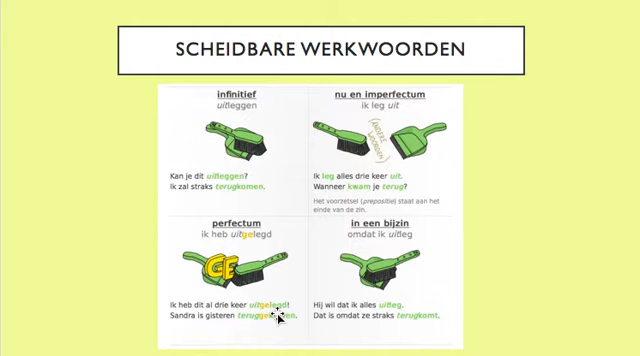 SCHEIDBARE WERKWOORDEN
infinitief
uitleggen
Kan je dit uitleggen?
Ik zal straks terugkomen.
nu en imperfectum
ik leg uit
(ANDERE WOORDEN)
Ik leg alles drie keer uit.
Wanneer kwam je terug?
Het voorzetsel (prepositie) staat aan het
einde van de zin.
perfectum
ik heb uitgelegd
GE
Ik heb dit al drie keer uitgelegd!
Sandra is gisteren
in een bijzin
omdat ik uitleg
Hij wil dat ik alles uitleg.
Dat is omdat ze straks terugkomt.